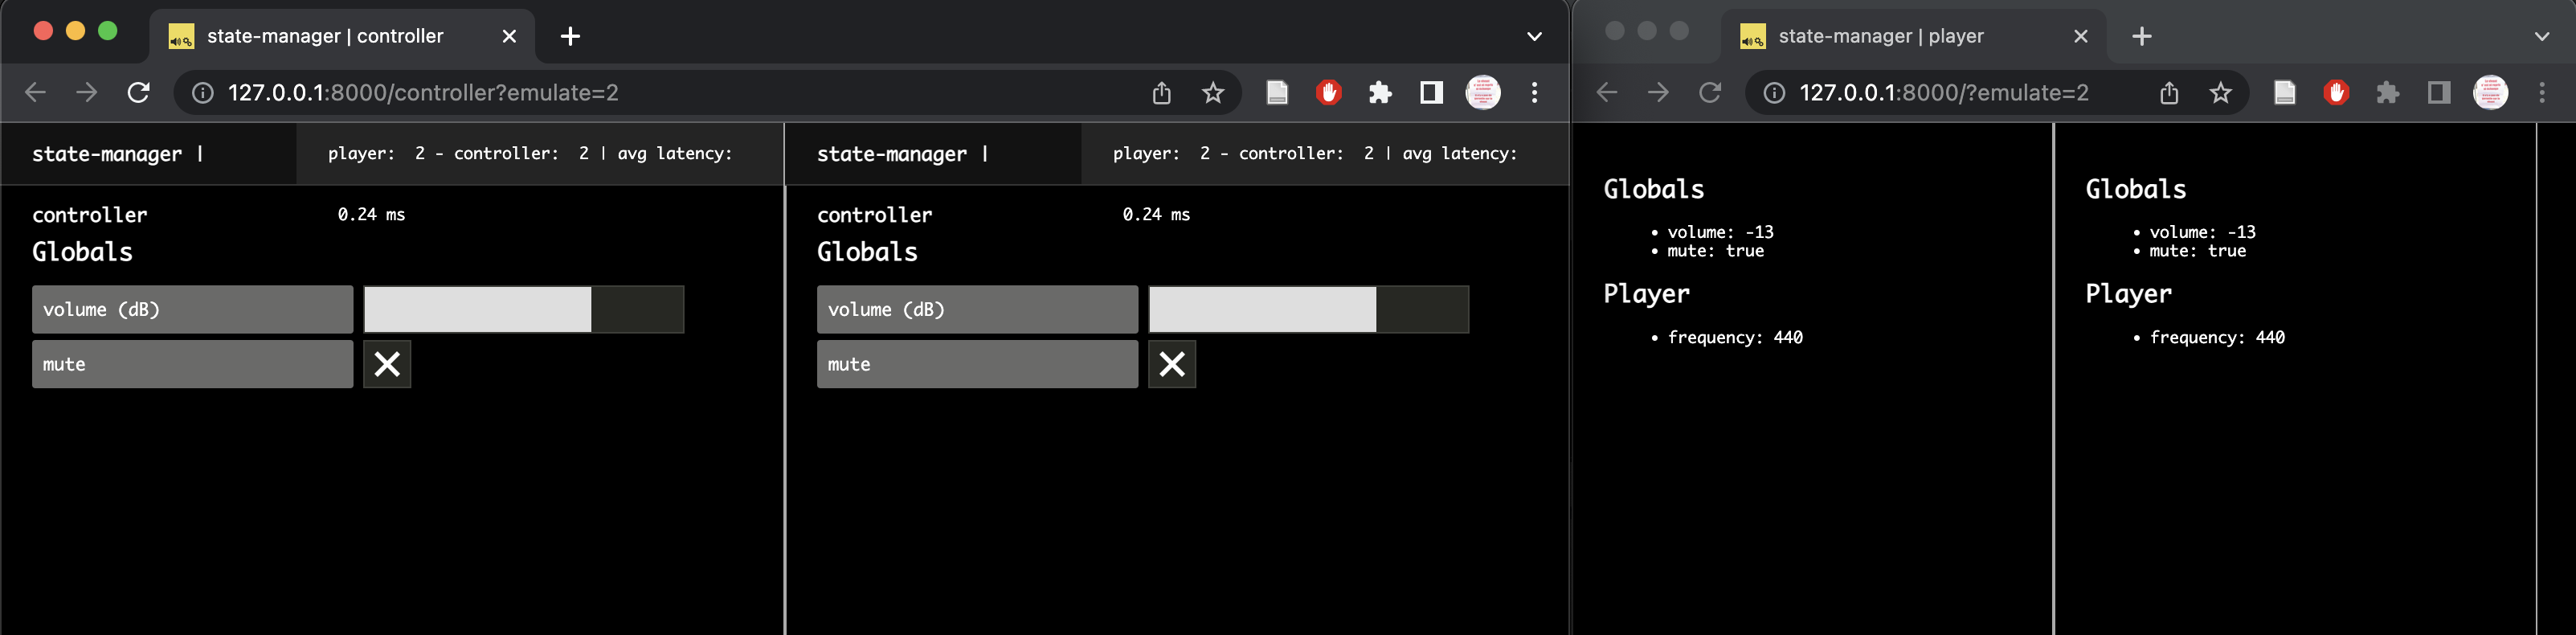 state-manager | controller
127.0.0.1:8000/controller?emulate=2
state-manager |
player: 2 - controller: 2 | avg latency:
controller
0.24 ms
Globals
volume (dB)
mute
state-manager |
player: 2 - controller: 2 | avg latency:
controller
0.24 ms
Globals
volume (dB)
mute
state-manager | player
127.0.0.1:8000/?emulate=2
Globals
• volume: -13
• mute: true
Player
• frequency: 440
Globals
• volume: -13
• mute: true
Player
• frequency: 440